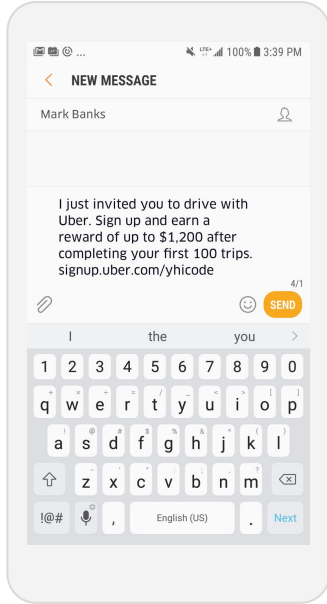 ... LTE+ 100% 3:39 PM
NEW MESSAGE
Mark Banks
I just invited you to drive with
Uber. Sign up and earn a
reward of up to $1,200 after
completing your first 100 trips.
signup.uber.com/yhicode
4/1
SEND
I the you
1 2 3 4 5 6 7 8 9 0
q w e r t y u i o p
a s d f g h j k l
z x c v b n m
!@# , English (US) . Next